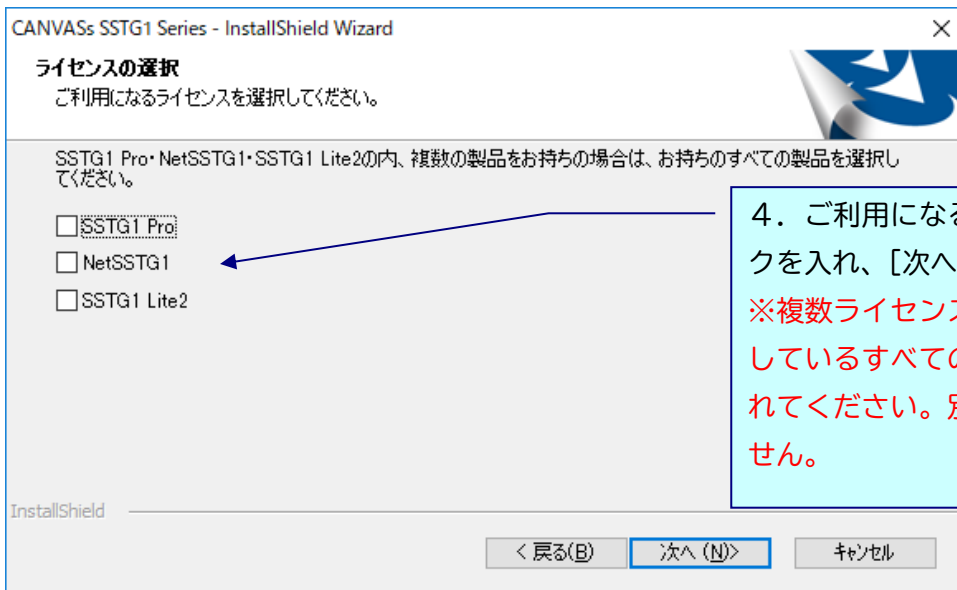 CANVASs SSTG1 Series - InstallShield Wizard
ライセンスの選択
ご利用になるライセンスを選択してください。
SSTG1 Pro・NetSSTG1・SSTG1 Lite2の内、複数の製品をお持ちの場合は、お持ちのすべての製品を選択し
てください。
SSTG1 Pro
NetSSTG1
SSTG1 Lite2
4．ご利用にな
クを入れ、[次へ
※複数ライセン
しているすべて
れてください。
せん。
InstallShield
< 戻る(B)
次へ (N)>
キャンセル